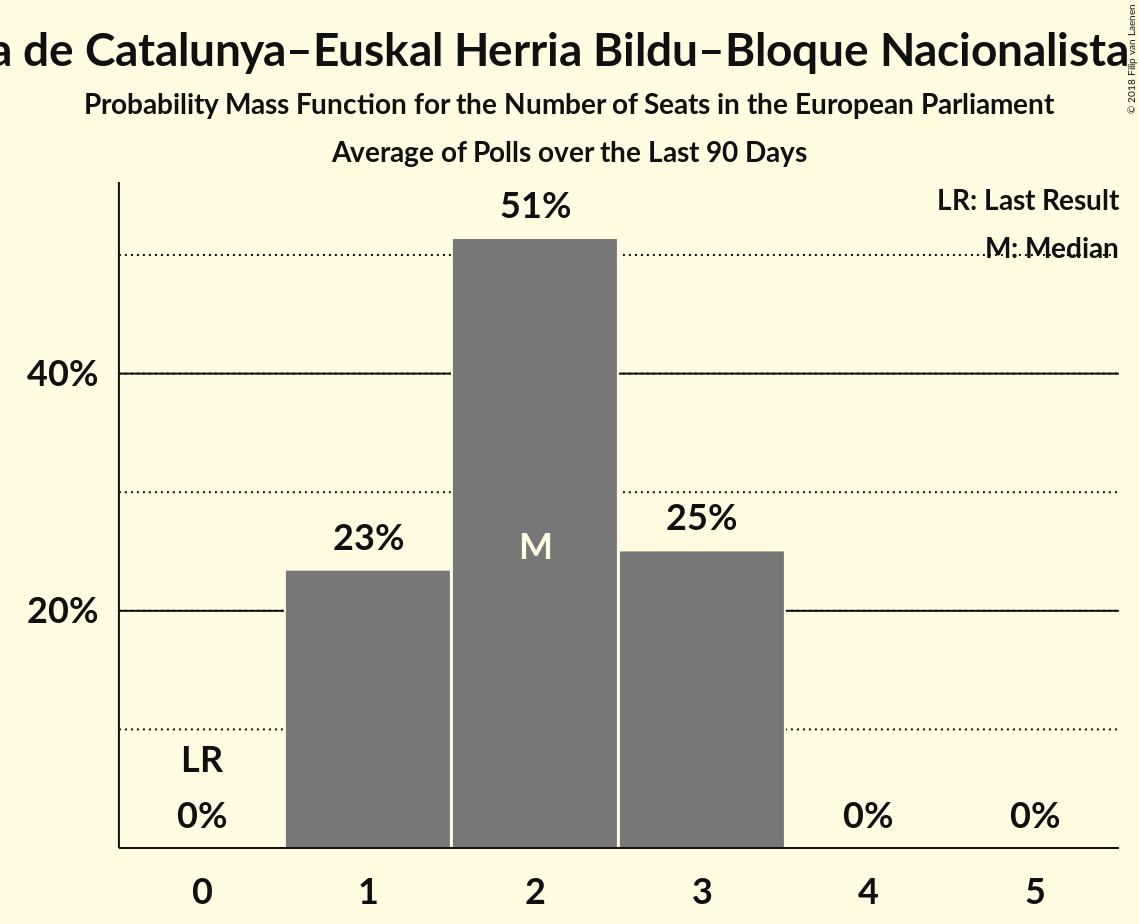 a de Catalunya–Euskal Herria Bildu–Bloque Nacionalista
Probability Mass Function for the Number of Seats in the European Parliament
Average of Polls over the Last 90 Days
© 2018 Filip van Laenen
LR: Last Result
M: Median
51%
40%
23%
M
25%
20%
LR
0%
0%
0%
0
1
2
3
4
5